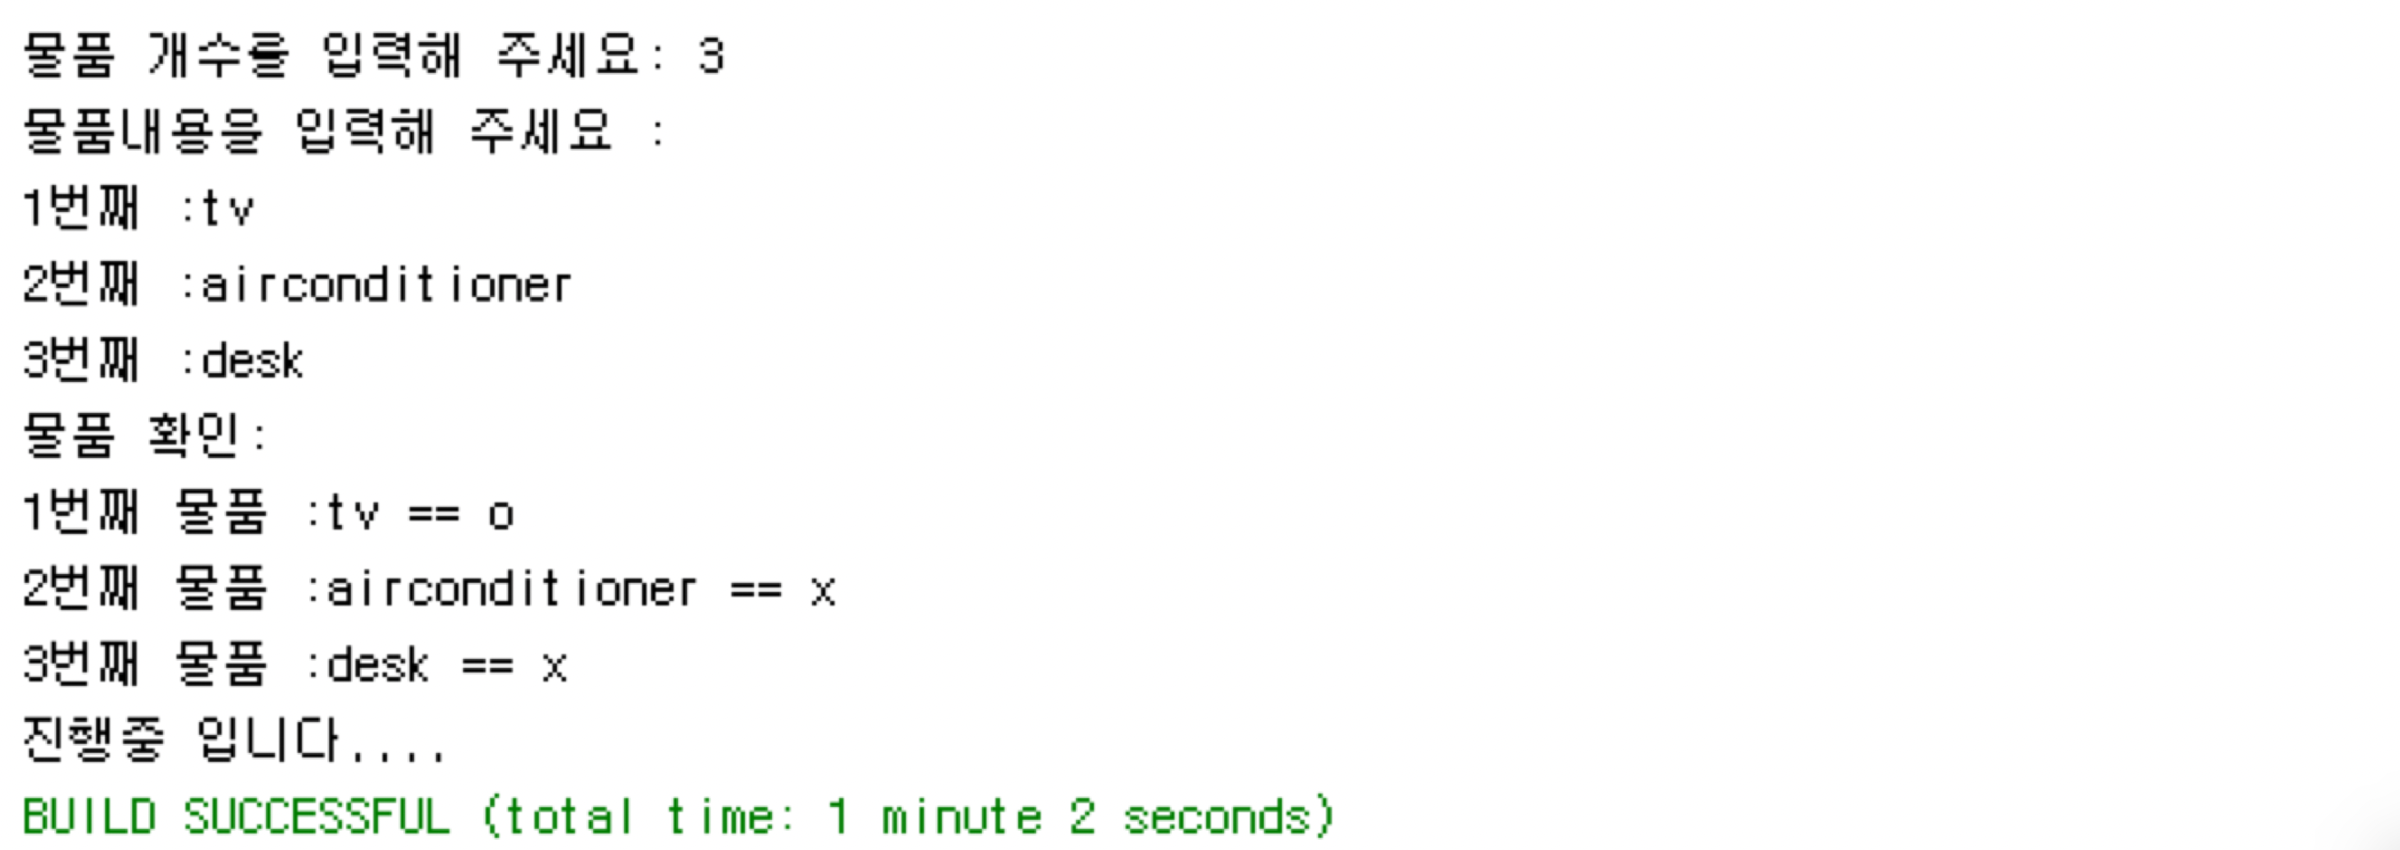 물품 개수를 입력해 주세요: 3
물품내용을 입력해 주세요 :
1번째 :tv
2번째 :airconditioner
3번째 :desk
물품 확인:
1번째 물품 :tv == o
2번째 물품 :airconditioner == x
3번째 물품 :desk == x
진행중 입니다....
BUILD SUCCESSFUL (total time: 1 minute 2 seconds)